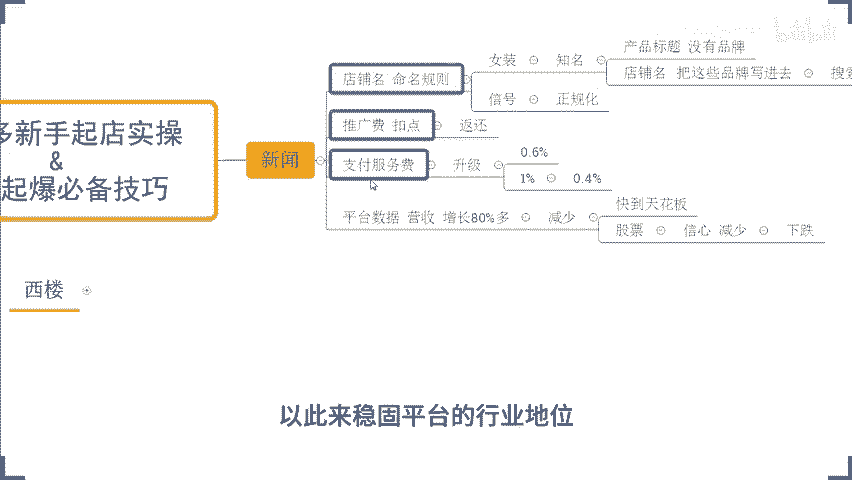 多新手起店实操
&
起爆必备技巧
新闻
店铺名 命名规则
女装
知名
产品标题 没有品牌
店铺名 把这些品牌写进去
搜索
信号
正规化
推广费 扣点
返还
支付服务费
升级
0.6%
1%
0.4%
平台数据 营收 增长80%多
减少
快到天花板
股票
信心 减少
下跌
西楼
以此来稳固平台的行业地位